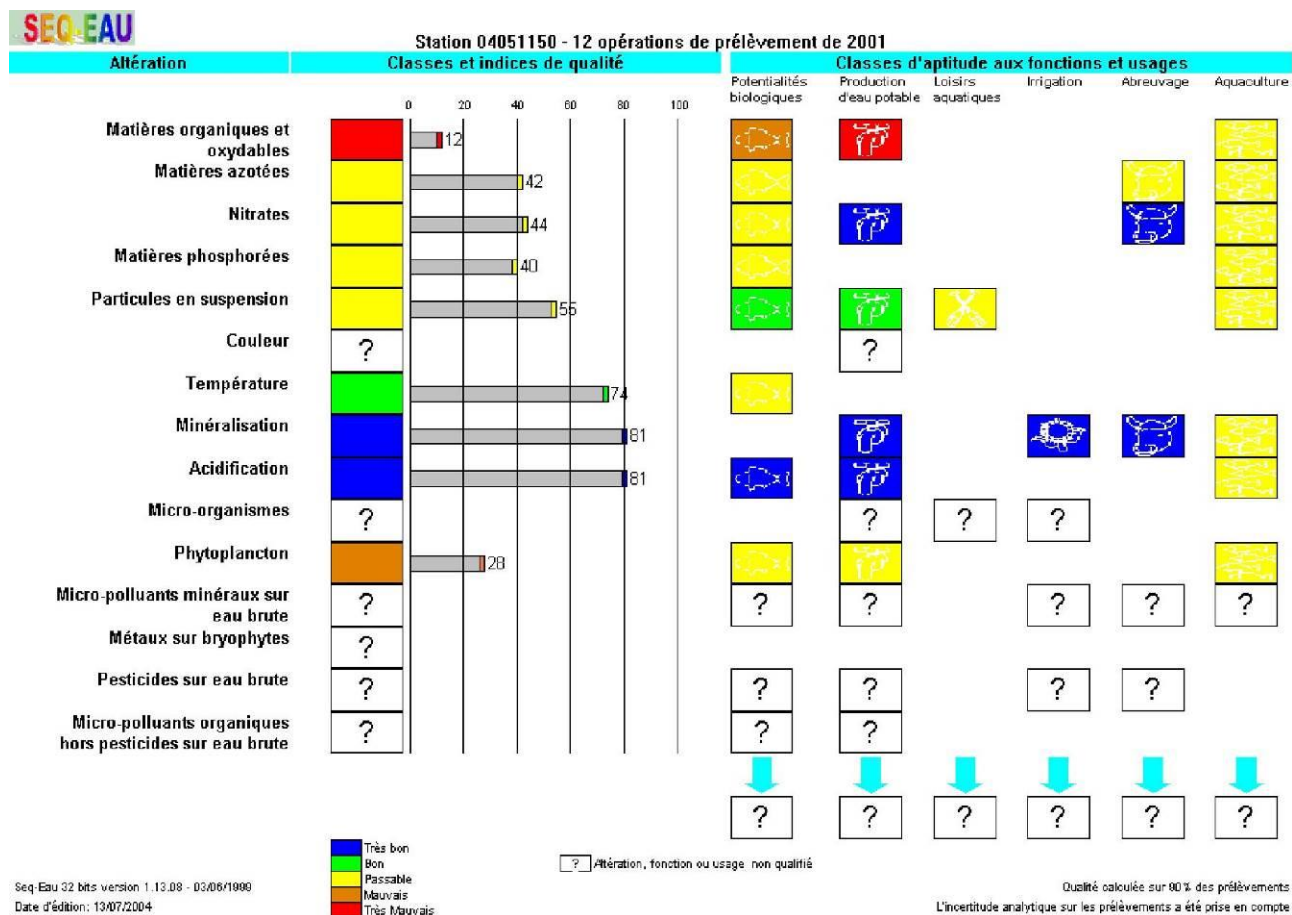 SEQ-EAU
Station 04051150 - 12 opérations de prélèvement de 2001
Altération Classes et indices de qualité Classes d'aptitude aux fonctions et usages
Potentialités biologiques
Production d'eau potable
Loisirs aquatiques
Irrigation
Abreuvage
Aquaculture
0 20 40 60 80 100
Matières organiques et
oxydables
12
Matières azotées
42
Nitrates
44
Matières phosphorées
40
Particules en suspension
55
Couleur
? ?
Température
74
Minéralisation
81
Acidification
81
Micro-organismes
? ? ? ?
Phytoplancton
28
Micro-polluants minéraux sur
eau brute
? ? ? ? ? ?
Métaux sur bryophytes
?
Pesticides sur eau brute
? ? ? ? ?
Micro-polluants organiques
hors pesticides sur eau brute
? ? ?
? ? ? ? ? ?
Très bon
Bon
Passable
Mauvais
Très Mauvais
? Altération, fonction ou usage non qualifié
Seq-Eau 32 bits version 1.13.08 - 03/06/1999
Date d'édition: 13/07/2004
Qualité calculée sur 90 % des prélèvements
L'incertitude analytique sur les prélèvements a été prise en compte